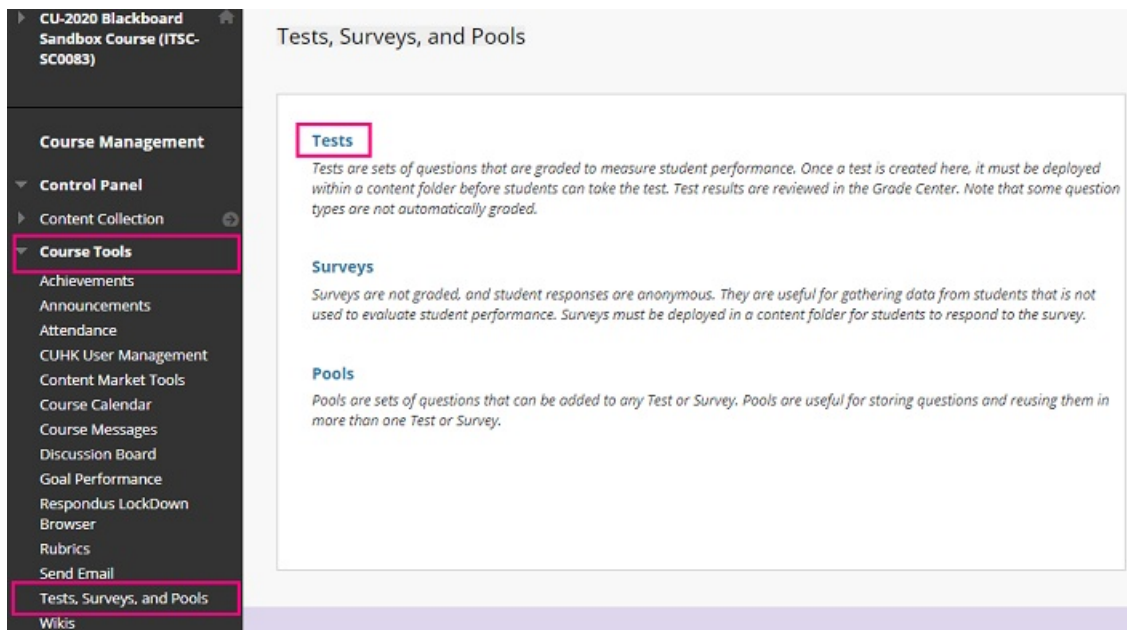 CU-2020 Blackboard
Sandbox Course (ITSC-
SC0083)
Course Management
Control Panel
Content Collection
Course Tools
Achievements
Announcements
Attendance
CUHK User Management
Content Market Tools
Course Calendar
Course Messages
Discussion Board
Goal Performance
Respondus LockDown
Browser
Rubrics
Send Email
Tests, Surveys, and Pools
Wikis
Tests, Surveys, and Pools
Tests
Tests are sets of questions that are graded to measure student performance. Once a test is created here, it must be deployed
within a content folder before students can take the test. Test results are reviewed in the Grade Center. Note that some question
types are not automatically graded.
Surveys
Surveys are not graded, and student responses are anonymous. They are useful for gathering data from students that is not
used to evaluate student performance. Surveys must be deployed in a content folder for students to respond to the survey.
Pools
Pools are sets of questions that can be added to any Test or Survey. Pools are useful for storing questions and reusing them in
more than one Test or Survey.